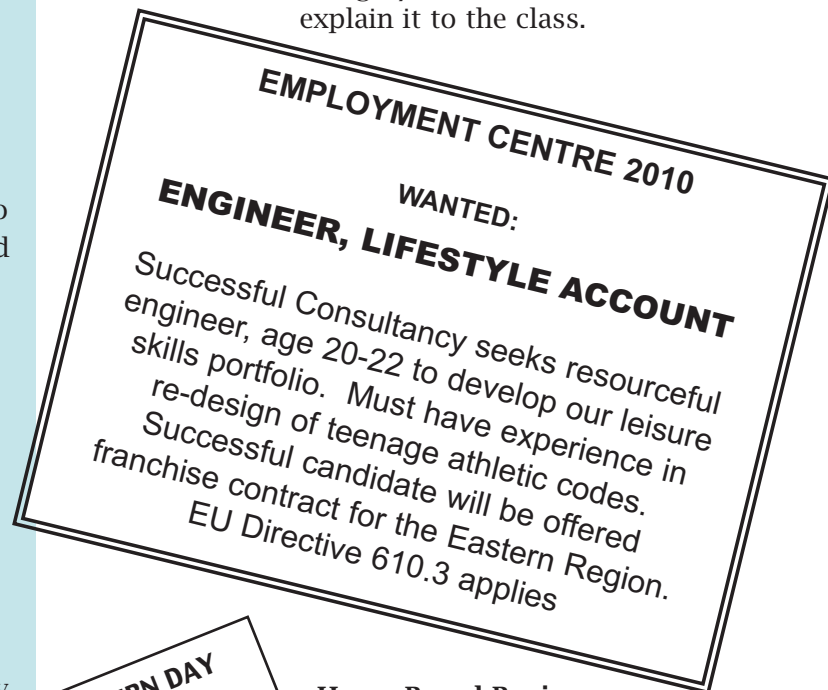 explain it to the class.
EMPLOYMENT CENTRE 2010
WANTED:
ENGINEER, LIFESTYLE ACCOUNT
Successful Consultancy seeks resourceful
engineer, age 20-22 to develop our leisure
skills portfolio. Must have experience in
re-design of teenage athletic codes.
Successful candidate will be offered
franchise contract for the Eastern Region.
EU Directive 610.3 applies
DAY